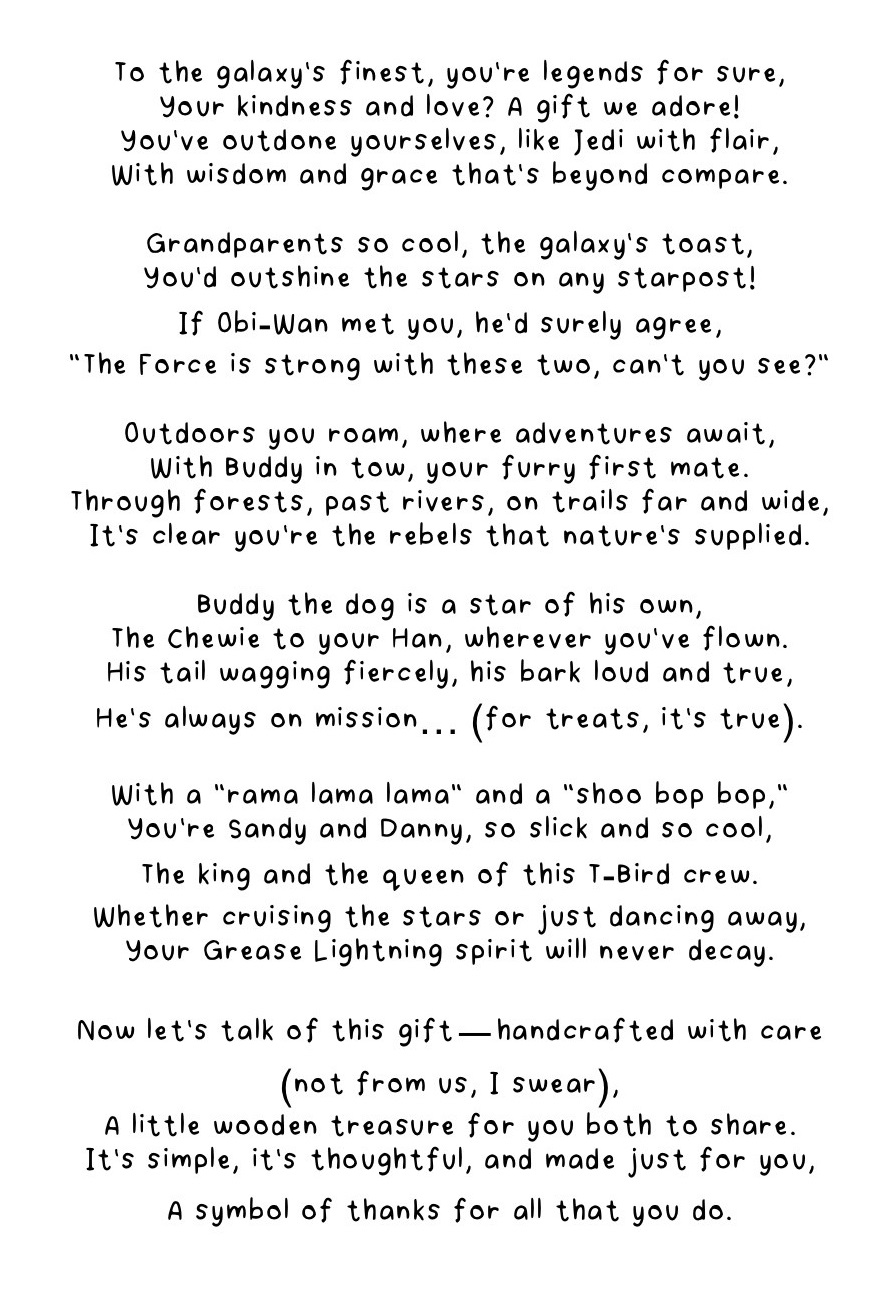 To the galaxy's finest, you're legends for sure,
Your kindness and love? A gift we adore!
You've outdone yourselves, like Jedi with flair,
With wisdom and grace that's beyond compare.
Grandparents so cool, the galaxy's toast,
You'd outshine the stars on any starpost!
If Obi-Wan met you, he'd surely agree,
"The Force is strong with these two, can't you see?"
Outdoors you roam, where adventures await,
With Buddy in tow, your furry first mate.
Through forests, past rivers, on trails far and wide,
It's clear you're the rebels that nature's supplied.
Buddy the dog is a star of his own,
The Chewie to your Han, wherever you've flown.
His tail wagging fiercely, his bark loud and true,
He's always on mission... (for treats, it's true).
With a "rama lama lama" and a "shoo bop bop,"
You're Sandy and Danny, so slick and so cool,
The king and the queen of this T-Bird crew.
Whether cruising the stars or just dancing away,
Your Grease Lightning spirit will never decay.
Now let's talk of this gift—handcrafted with care
(not from us, I swear),
A little wooden treasure for you both to share.
It's simple, it's thoughtful, and made just for you,
A symbol of thanks for all that you do.